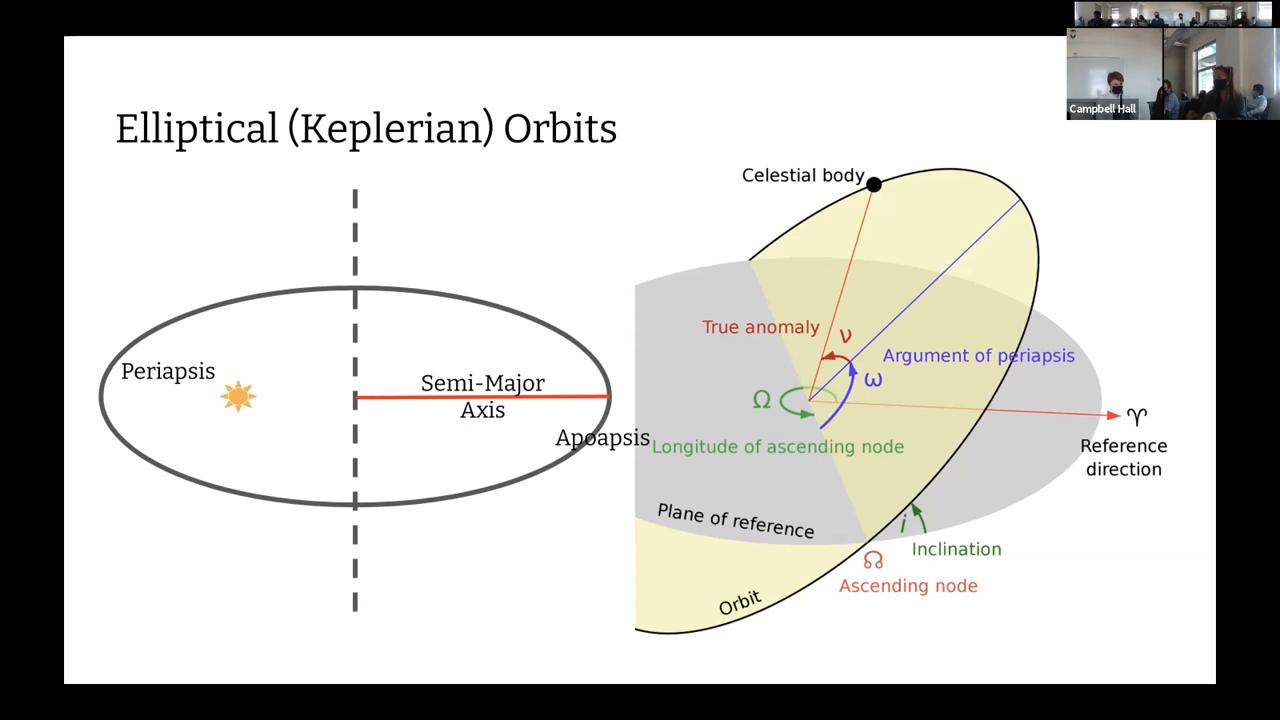 Campbell Hall
Elliptical (Keplerian) Orbits
Periapsis
Semi-Major
Axis
Apoapsis
Celestial body
True anomaly
ν
Argument of periapsis
ω
Ω
Longitude of ascending node
♈
Reference
direction
Plane of reference
i
Inclination
☊
Ascending node
Orbit